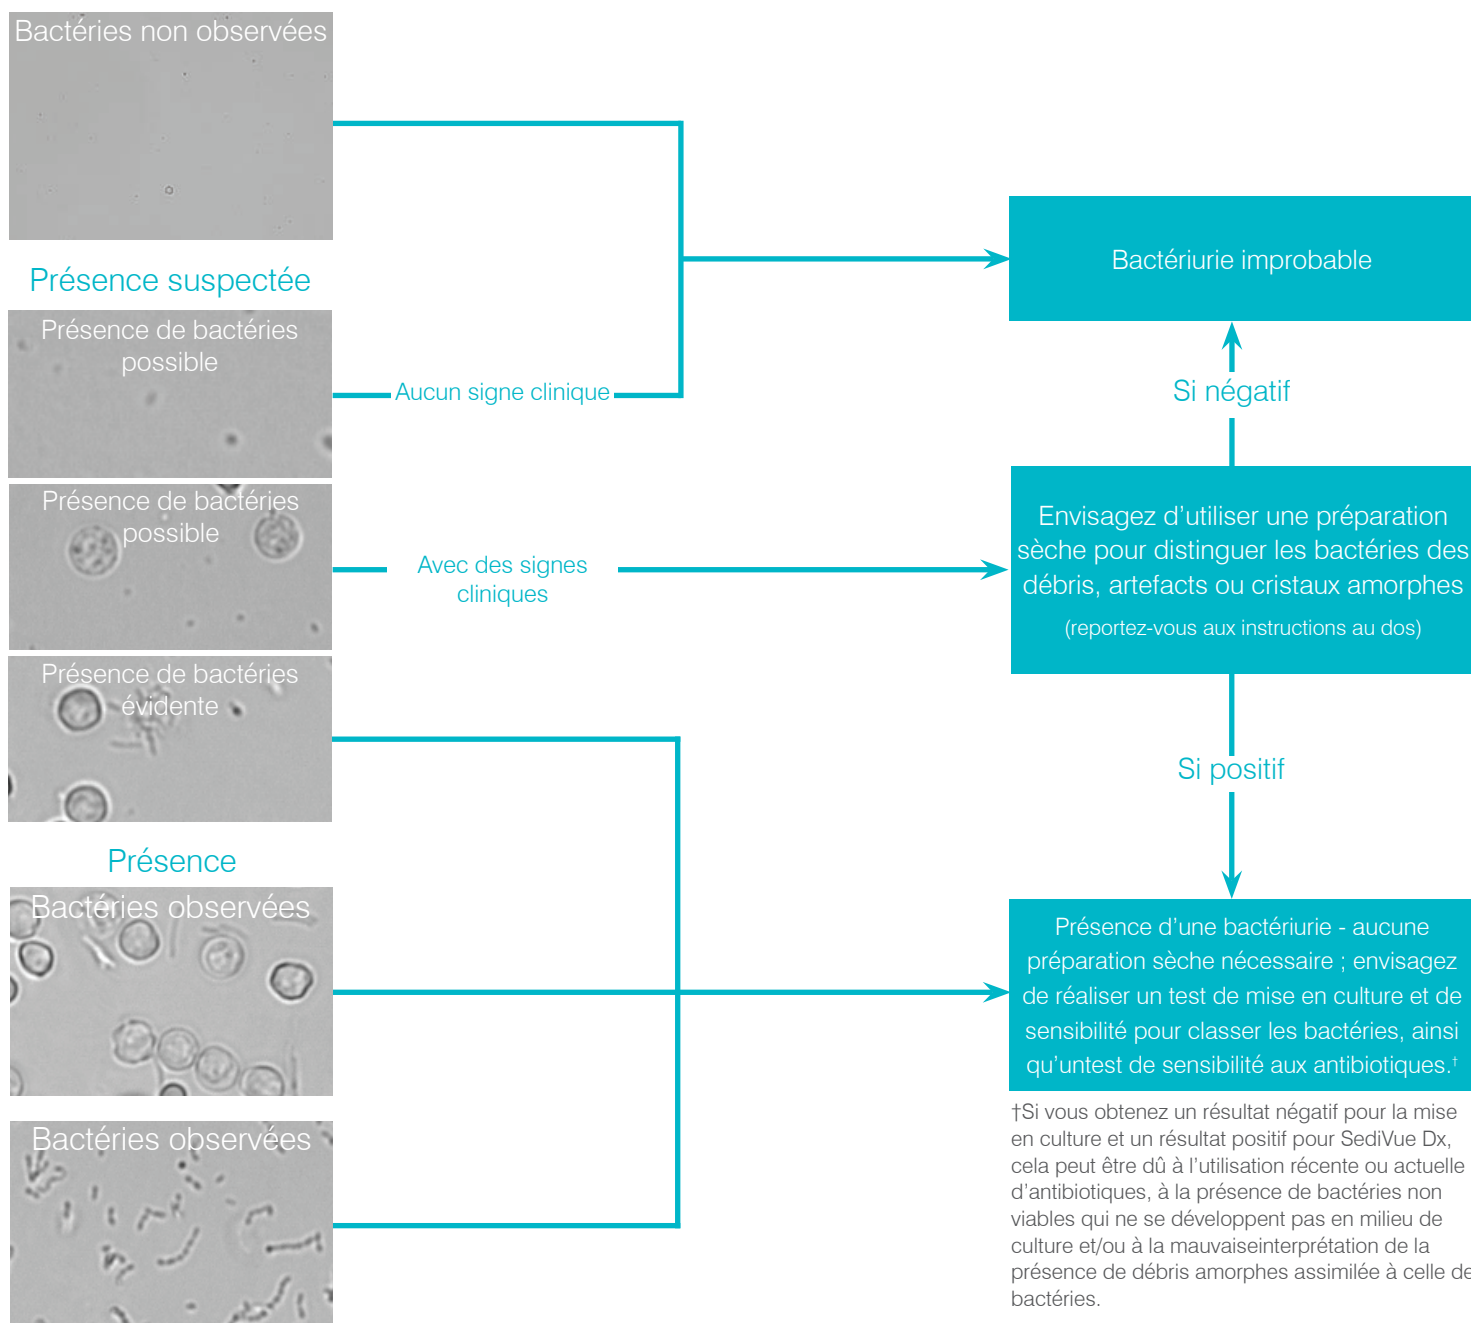 Bactéries non observées
Présence suspectée
Présence de bactéries
possible
Aucun signe clinique
Présence de bactéries
possible
Avec des signes
cliniques
Présence de bactéries
évidente
Présence
Bactéries observées
Bactéries observées
Bactériurie improbable
Si négatif
Envisagez d'utiliser une préparation
sèche pour distinguer les bactéries des
débris, artefacts ou cristaux amorphes
(reportez-vous aux instructions au dos)
Si positif
Présence d'une bactériurie - aucune
préparation sèche nécessaire ; envisagez
de réaliser un test de mise en culture et de
sensibilité pour classer les bactéries, ainsi
qu'untest de sensibilité aux antibiotiques.†
†Si vous obtenez un résultat négatif pour la mise
en culture et un résultat positif pour SediVue Dx,
cela peut être dû à l'utilisation récente ou actuelle
d'antibiotiques, à la présence de bactéries non
viables qui ne se développent pas en milieu de
culture et/ou à la mauvaiseinterprétation de la
présence de débris amorphes assimilée à celle de
bactéries.